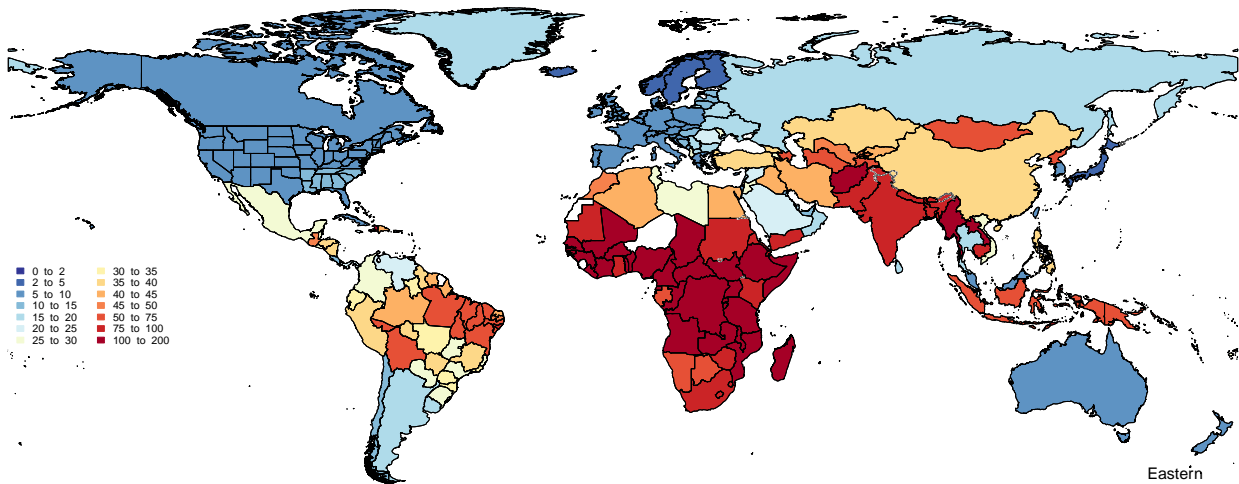 0 to 2
2 to 5
5 to 10
10 to 15
15 to 20
20 to 25
25 to 30
30 to 35
35 to 40
40 to 45
45 to 50
50 to 75
75 to 100
100 to 200
Eastern